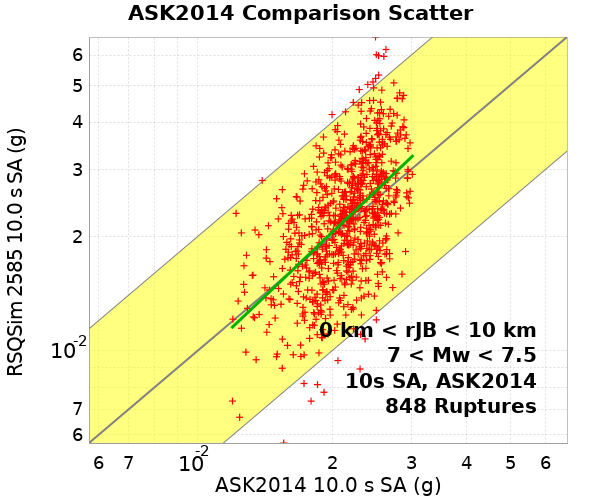 ASK2014 Comparison Scatter
RSQSim 2585 10.0 s SA (g)
6
5
4
3
2
10-2
7
6
0 km < rJB < 10 km
7 < Mw < 7.5
10s SA, ASK2014
848 Ruptures
6 7 10-2 2 3 4 5 6
ASK2014 10.0 s SA (g)